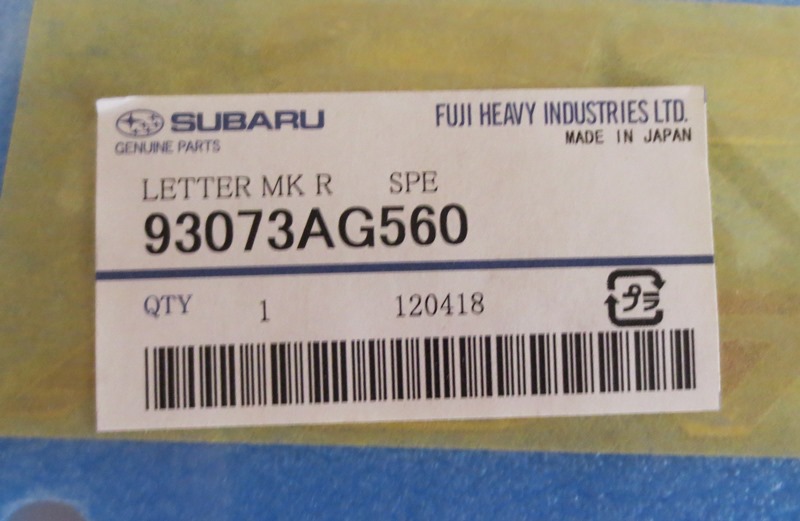 SUBARU
GENUINE PARTS
FUJI HEAVY INDUSTRIES LTD.
MADE IN JAPAN
LETTER MK R SPE
93073AG560
QTY 1 120418
プラ